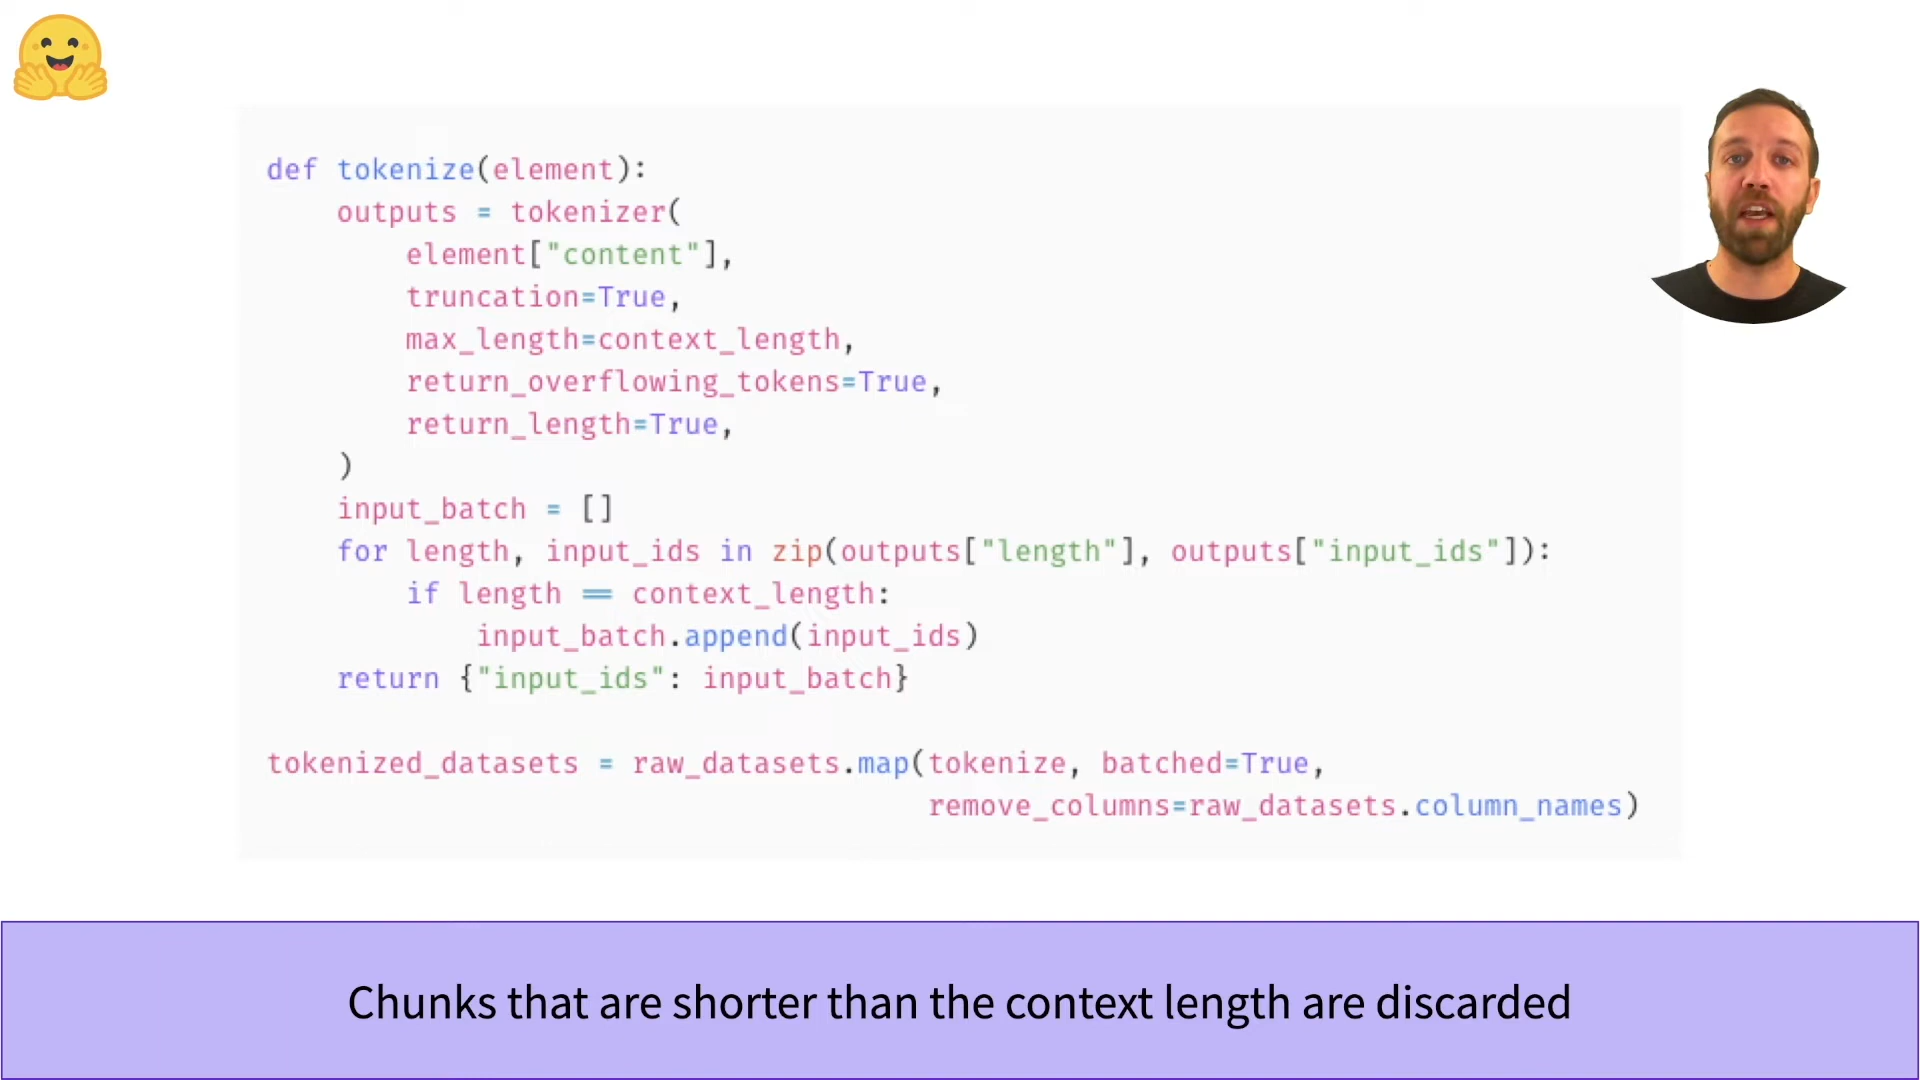 def tokenize(element):
    outputs = tokenizer(
        element["content"],
        truncation=True,
        max_length=context_length,
        return_overflowing_tokens=True,
        return_length=True,
    )
    input_batch = []
    for length, input_ids in zip(outputs["length"], outputs["input_ids"]):
        if length == context_length:
            input_batch.append(input_ids)
    return {"input_ids": input_batch}

tokenized_datasets = raw_datasets.map(tokenize, batched=True,
                                      remove_columns=raw_datasets.column_names)
Chunks that are shorter than the context length are discarded